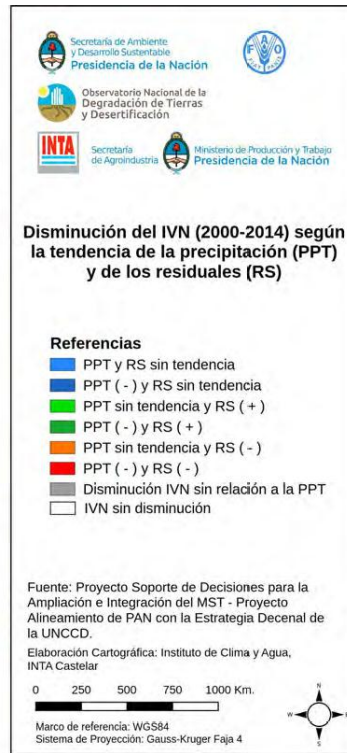 Secretaría de Ambiente
y Desarrollo Sustentable
Presidencia de la Nación
FAO
FIAT PANIS
Observatorio Nacional de la
Degradación de Tierras
y Desertificación
INTA
Secretaría
de Agroindustria
Ministerio de Producción y Trabajo
Presidencia de la Nación
Disminución del IVN (2000-2014) según
la tendencia de la precipitación (PPT)
y de los residuales (RS)
Referencias
PPT y RS sin tendencia
PPT ( - ) y RS sin tendencia
PPT sin tendencia y RS ( + )
PPT ( - ) y RS ( + )
PPT sin tendencia y RS ( - )
PPT ( - ) y RS ( - )
Disminución IVN sin relación a la PPT
IVN sin disminución
Fuente: Proyecto Soporte de Decisiones para la
Ampliación e Integración del MST - Proyecto
Alineamiento de PAN con la Estrategia Decenal de
la UNCCD.
Elaboración Cartográfica: Instituto de Clima y Agua,
INTA Castelar
0 250 500 750 1000 Km.
Marco de referencia: WGS84
Sistema de Proyección: Gauss-Kruger Faja 4
N
W E
S